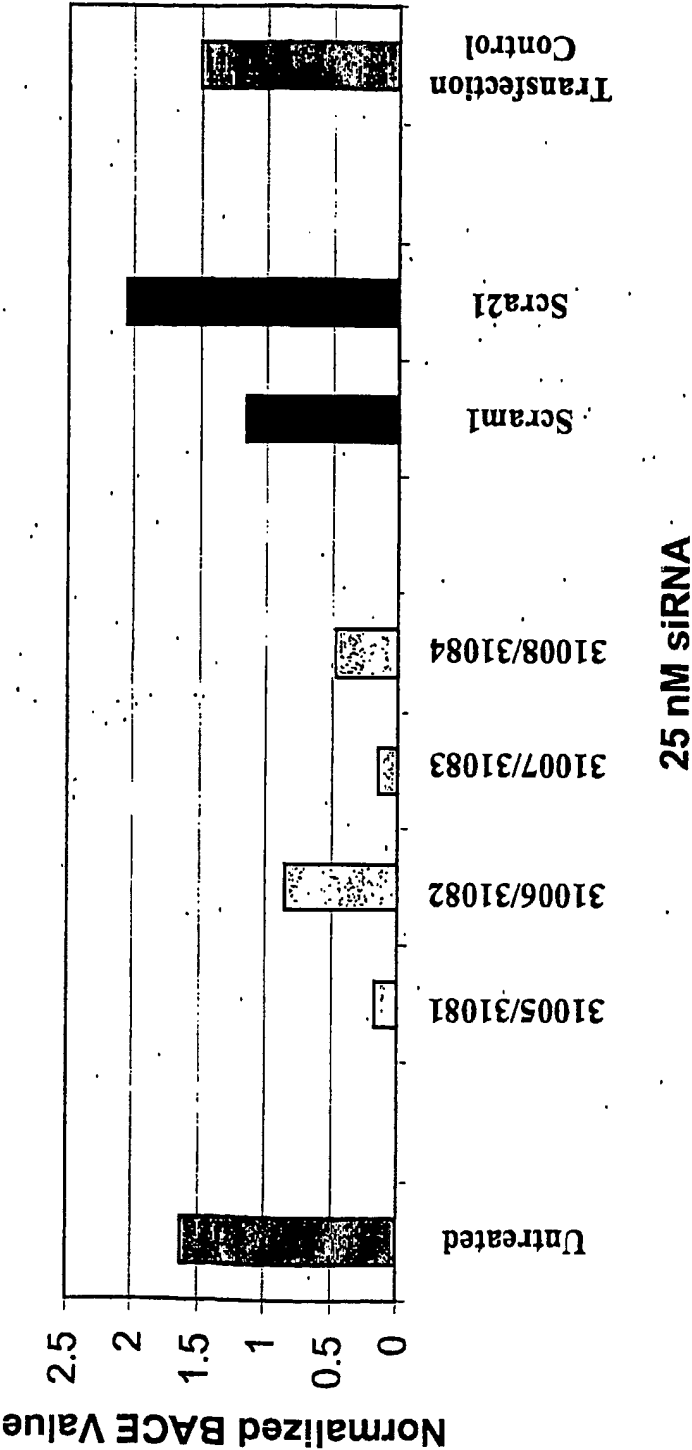 Normalized BACE Value
2.5
2
1.5
1
0.5
0
Untreated
31005/31081
31006/31082
31007/31083
31008/31084
Scram1
Scra21
Transfection
Control
25 nM siRNA